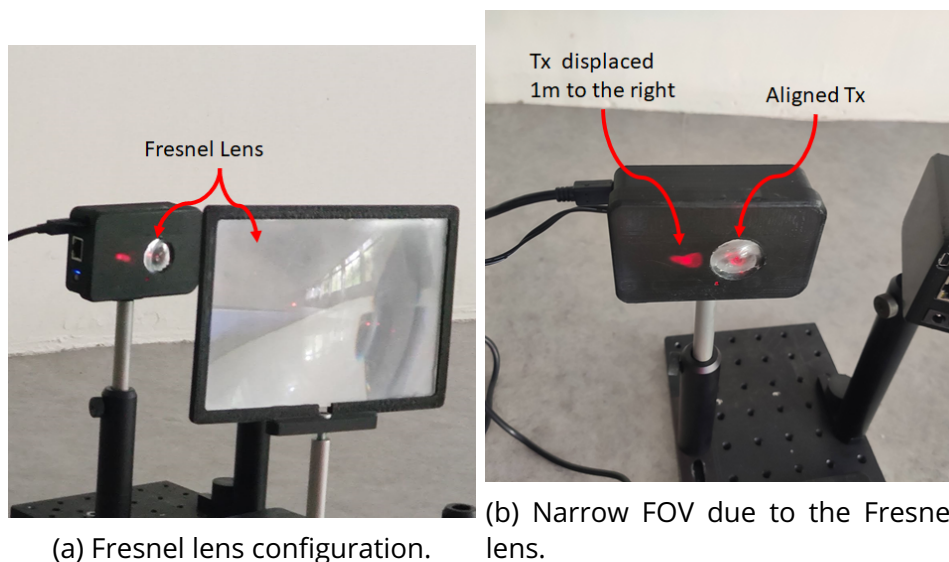 Fresnel Lens
(a) Fresnel lens configuration.
Tx displaced
1m to the right
Aligned Tx
(b) Narrow FOV due to the Fresne
lens.